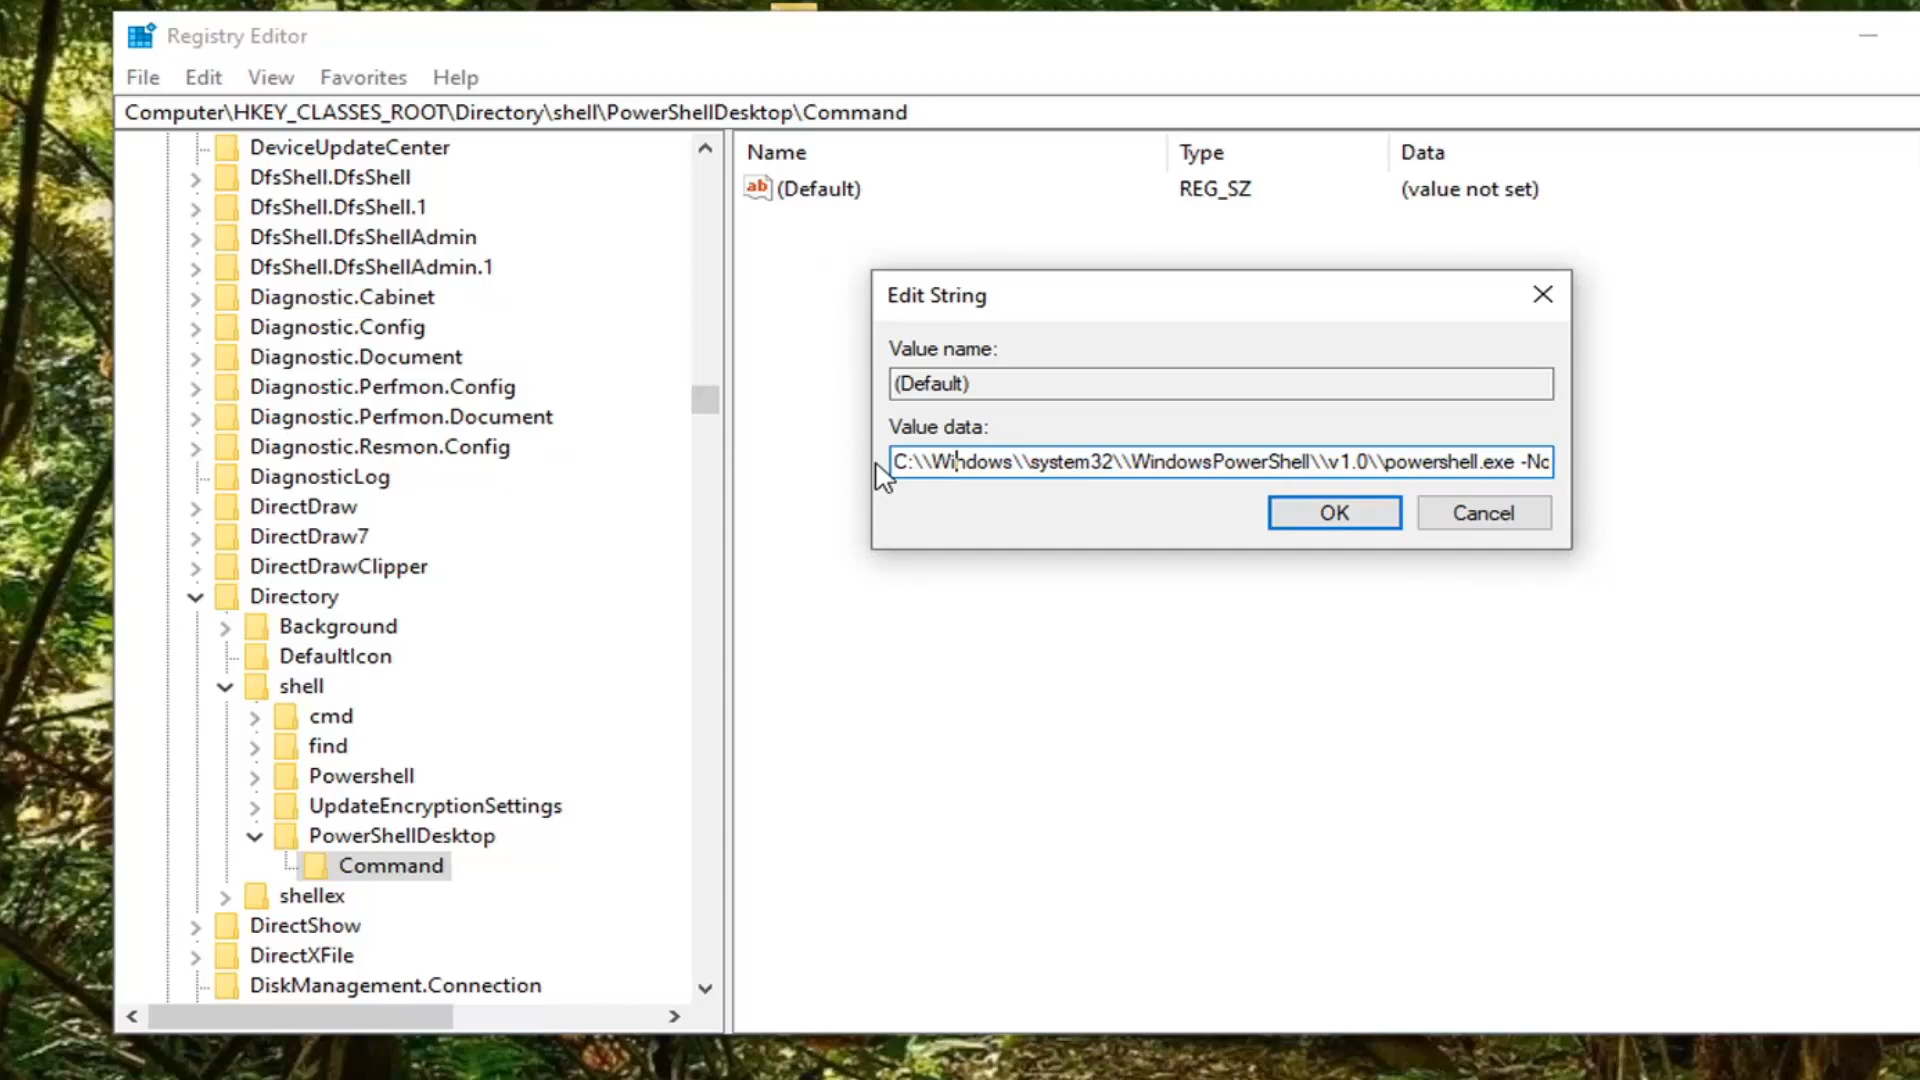 Registry Editor
File Edit View Favorites Help
Computer\HKEY_CLASSES_ROOT\Directory\shell\PowerShellDesktop\Command
DeviceUpdateCenter
DfsShell.DfsShell
DfsShell.DfsShell.1
DfsShell.DfsShellAdmin
DfsShell.DfsShellAdmin.1
Diagnostic.Cabinet
Diagnostic.Config
Diagnostic.Document
Diagnostic.Perfmon.Config
Diagnostic.Perfmon.Document
Diagnostic.Resmon.Config
DiagnosticLog
DirectDraw
DirectDraw7
DirectDrawClipper
Directory
Background
DefaultIcon
shell
cmd
find
Powershell
UpdateEncryptionSettings
PowerShellDesktop
Command
shellex
DirectShow
DirectXFile
DiskManagement.Connection
Name Type Data
ab (Default) REG_SZ (value not set)
Edit String
Value name:
(Default)
Value data:
C:\\Windows\\system32\\WindowsPowerShell\\v1.0\\powershell.exe -No
OK Cancel